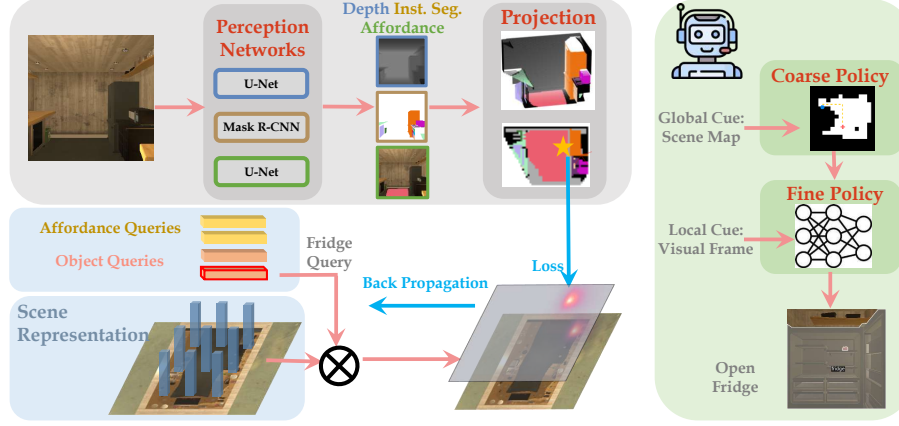 Perception
Networks
U-Net
Mask R-CNN
U-Net
Depth Inst. Seg.
Affordance
Projection
Affordance Queries
Object Queries
Fridge
Query
Scene
Representation
Back Propagation
Loss
Coarse Policy
Global Cue:
Scene Map
Fine Policy
Local Cue:
Visual Frame
Open
Fridge